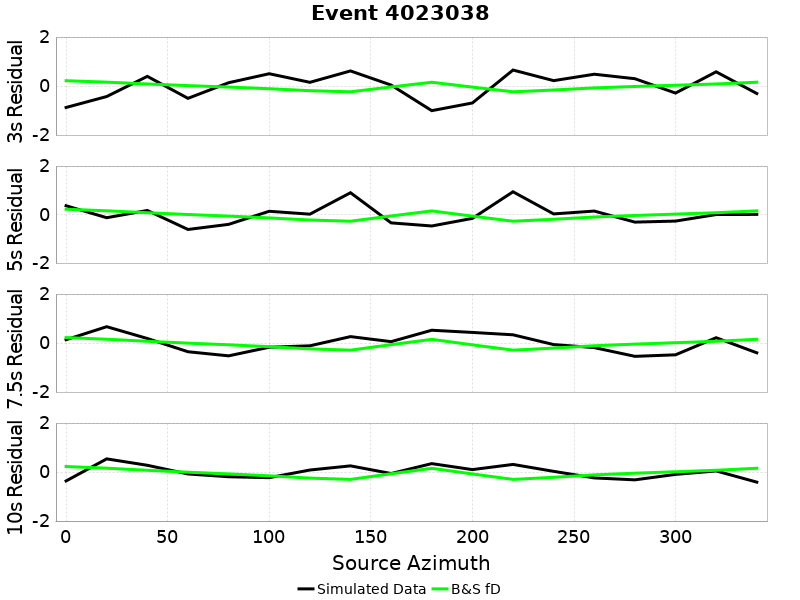 Event 4023038
3s Residual
2
0
-2
5s Residual
2
0
-2
7.5s Residual
2
0
-2
10s Residual
2
0
-2
0 50 100 150 200 250 300
Source Azimuth
Simulated Data B&S fD